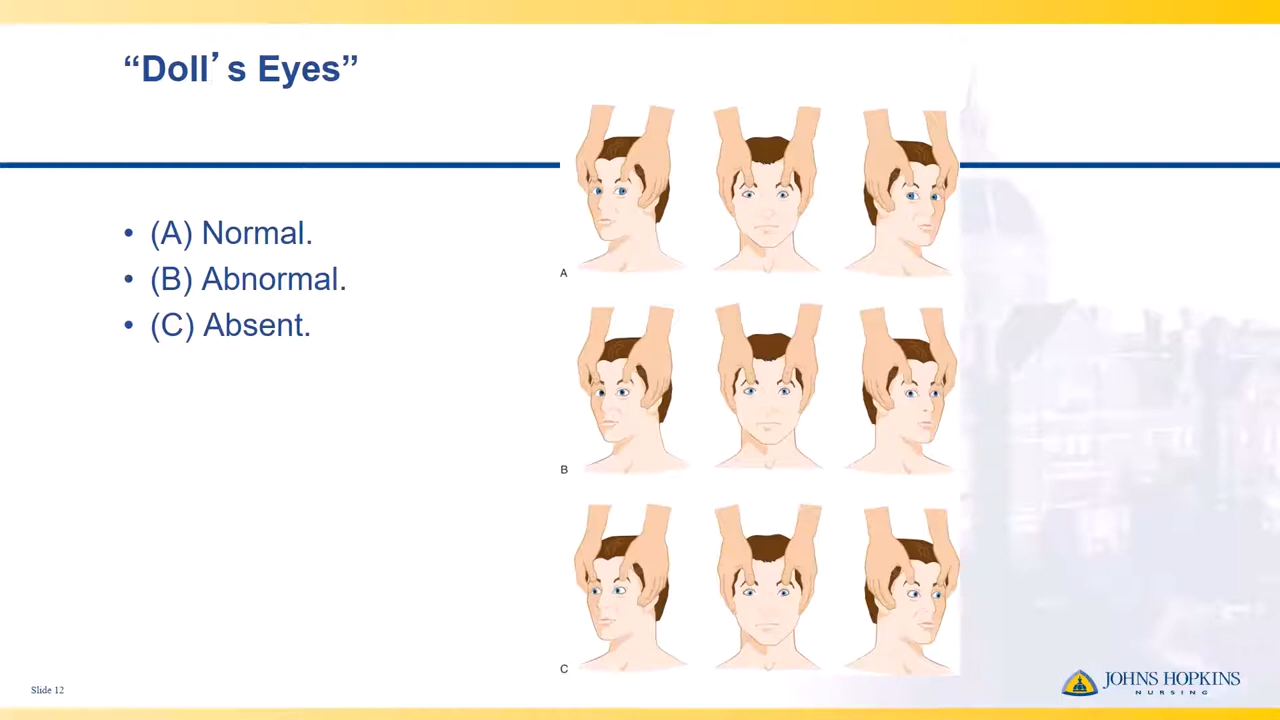 “Doll’s Eyes”
• (A) Normal.
• (B) Abnormal.
• (C) Absent.
A
B
C
Slide 12
JOHNS HOPKINS
NURSING